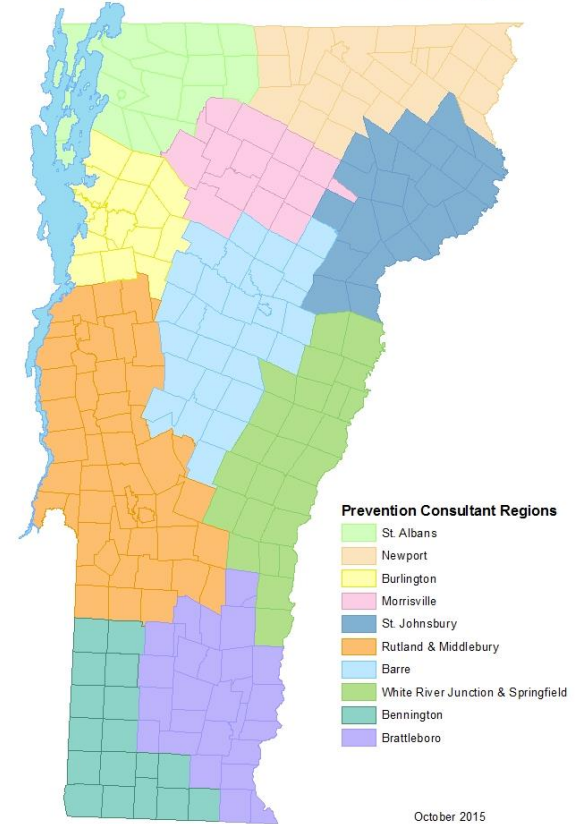 Prevention Consultant Regions
St. Albans
Newport
Burlington
Morrisville
St. Johnsbury
Rutland & Middlebury
Barre
White River Junction & Springfield
Bennington
Brattleboro
October 2015